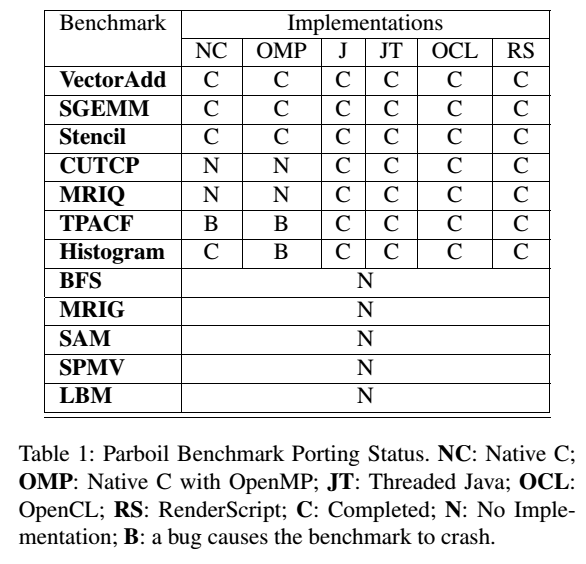 Benchmark Implementations
NC OMP J JT OCL RS
VectorAdd C C C C C C
SGEMM C C C C C C
Stencil C C C C C C
CUTCP N N C C C C
MRIQ N N C C C C
TPACF B B C C C C
Histogram C B C C C C
BFS N
MRIG N
SAM N
SPMV N
LBM N
Table 1: Parboil Benchmark Porting Status. NC: Native C;
OMP: Native C with OpenMP; JT: Threaded Java; OCL:
OpenCL; RS: RenderScript; C: Completed; N: No Imple-
mentation; B: a bug causes the benchmark to crash.